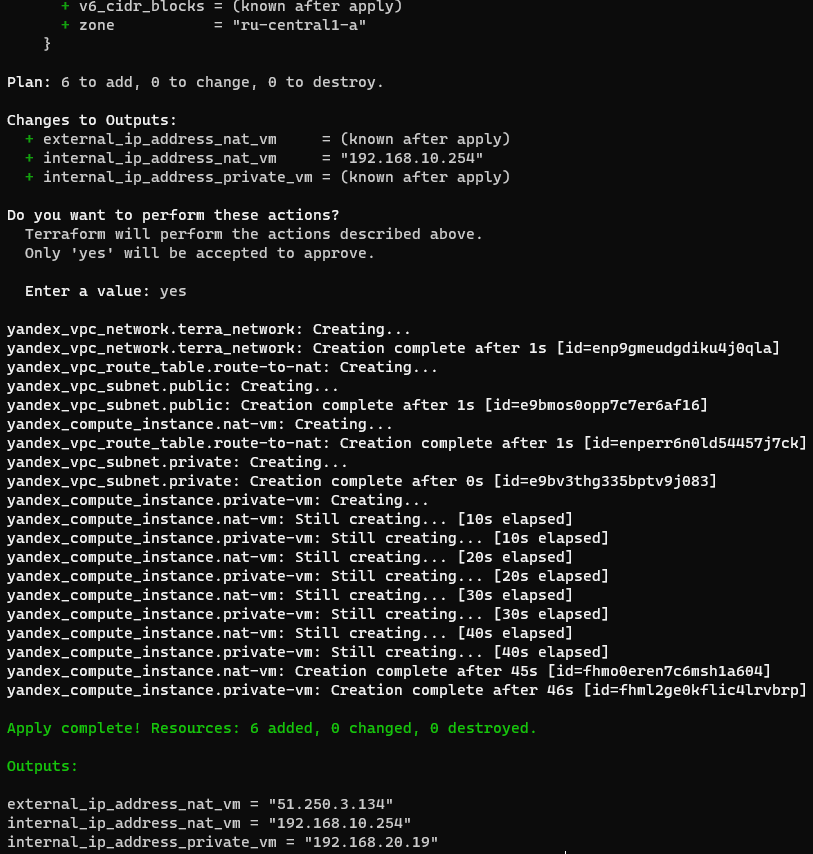 + v6_cidr_blocks = (known after apply)
+ zone           = "ru-central1-a"
}
Plan: 6 to add, 0 to change, 0 to destroy.
Changes to Outputs:
+ external_ip_address_nat_vm     = (known after apply)
+ internal_ip_address_nat_vm     = "192.168.10.254"
+ internal_ip_address_private_vm = (known after apply)
Do you want to perform these actions?
Terraform will perform the actions described above.
Only 'yes' will be accepted to approve.
Enter a value: yes
yandex_vpc_network.terra_network: Creating...
yandex_vpc_network.terra_network: Creation complete after 1s [id=enp9gmeudgdiku4j0qla]
yandex_vpc_route_table.route-to-nat: Creating...
yandex_vpc_subnet.public: Creating...
yandex_vpc_subnet.public: Creation complete after 1s [id=e9bmos0opp7c7er6af16]
yandex_compute_instance.nat-vm: Creating...
yandex_vpc_route_table.route-to-nat: Creation complete after 1s [id=enperr6n0ld54457j7ck]
yandex_vpc_subnet.private: Creating...
yandex_vpc_subnet.private: Creation complete after 0s [id=e9bv3thg335bptv9j083]
yandex_compute_instance.private-vm: Creating...
yandex_compute_instance.nat-vm: Still creating... [10s elapsed]
yandex_compute_instance.private-vm: Still creating... [10s elapsed]
yandex_compute_instance.nat-vm: Still creating... [20s elapsed]
yandex_compute_instance.private-vm: Still creating... [20s elapsed]
yandex_compute_instance.nat-vm: Still creating... [30s elapsed]
yandex_compute_instance.private-vm: Still creating... [30s elapsed]
yandex_compute_instance.nat-vm: Still creating... [40s elapsed]
yandex_compute_instance.private-vm: Still creating... [40s elapsed]
yandex_compute_instance.nat-vm: Creation complete after 45s [id=fhmo0eren7c6msh1a604]
yandex_compute_instance.private-vm: Creation complete after 46s [id=fhml2ge0kflic4lrvbrp]
Apply complete! Resources: 6 added, 0 changed, 0 destroyed.
Outputs:
external_ip_address_nat_vm = "51.250.3.134"
internal_ip_address_nat_vm = "192.168.10.254"
internal_ip_address_private_vm = "192.168.20.19"